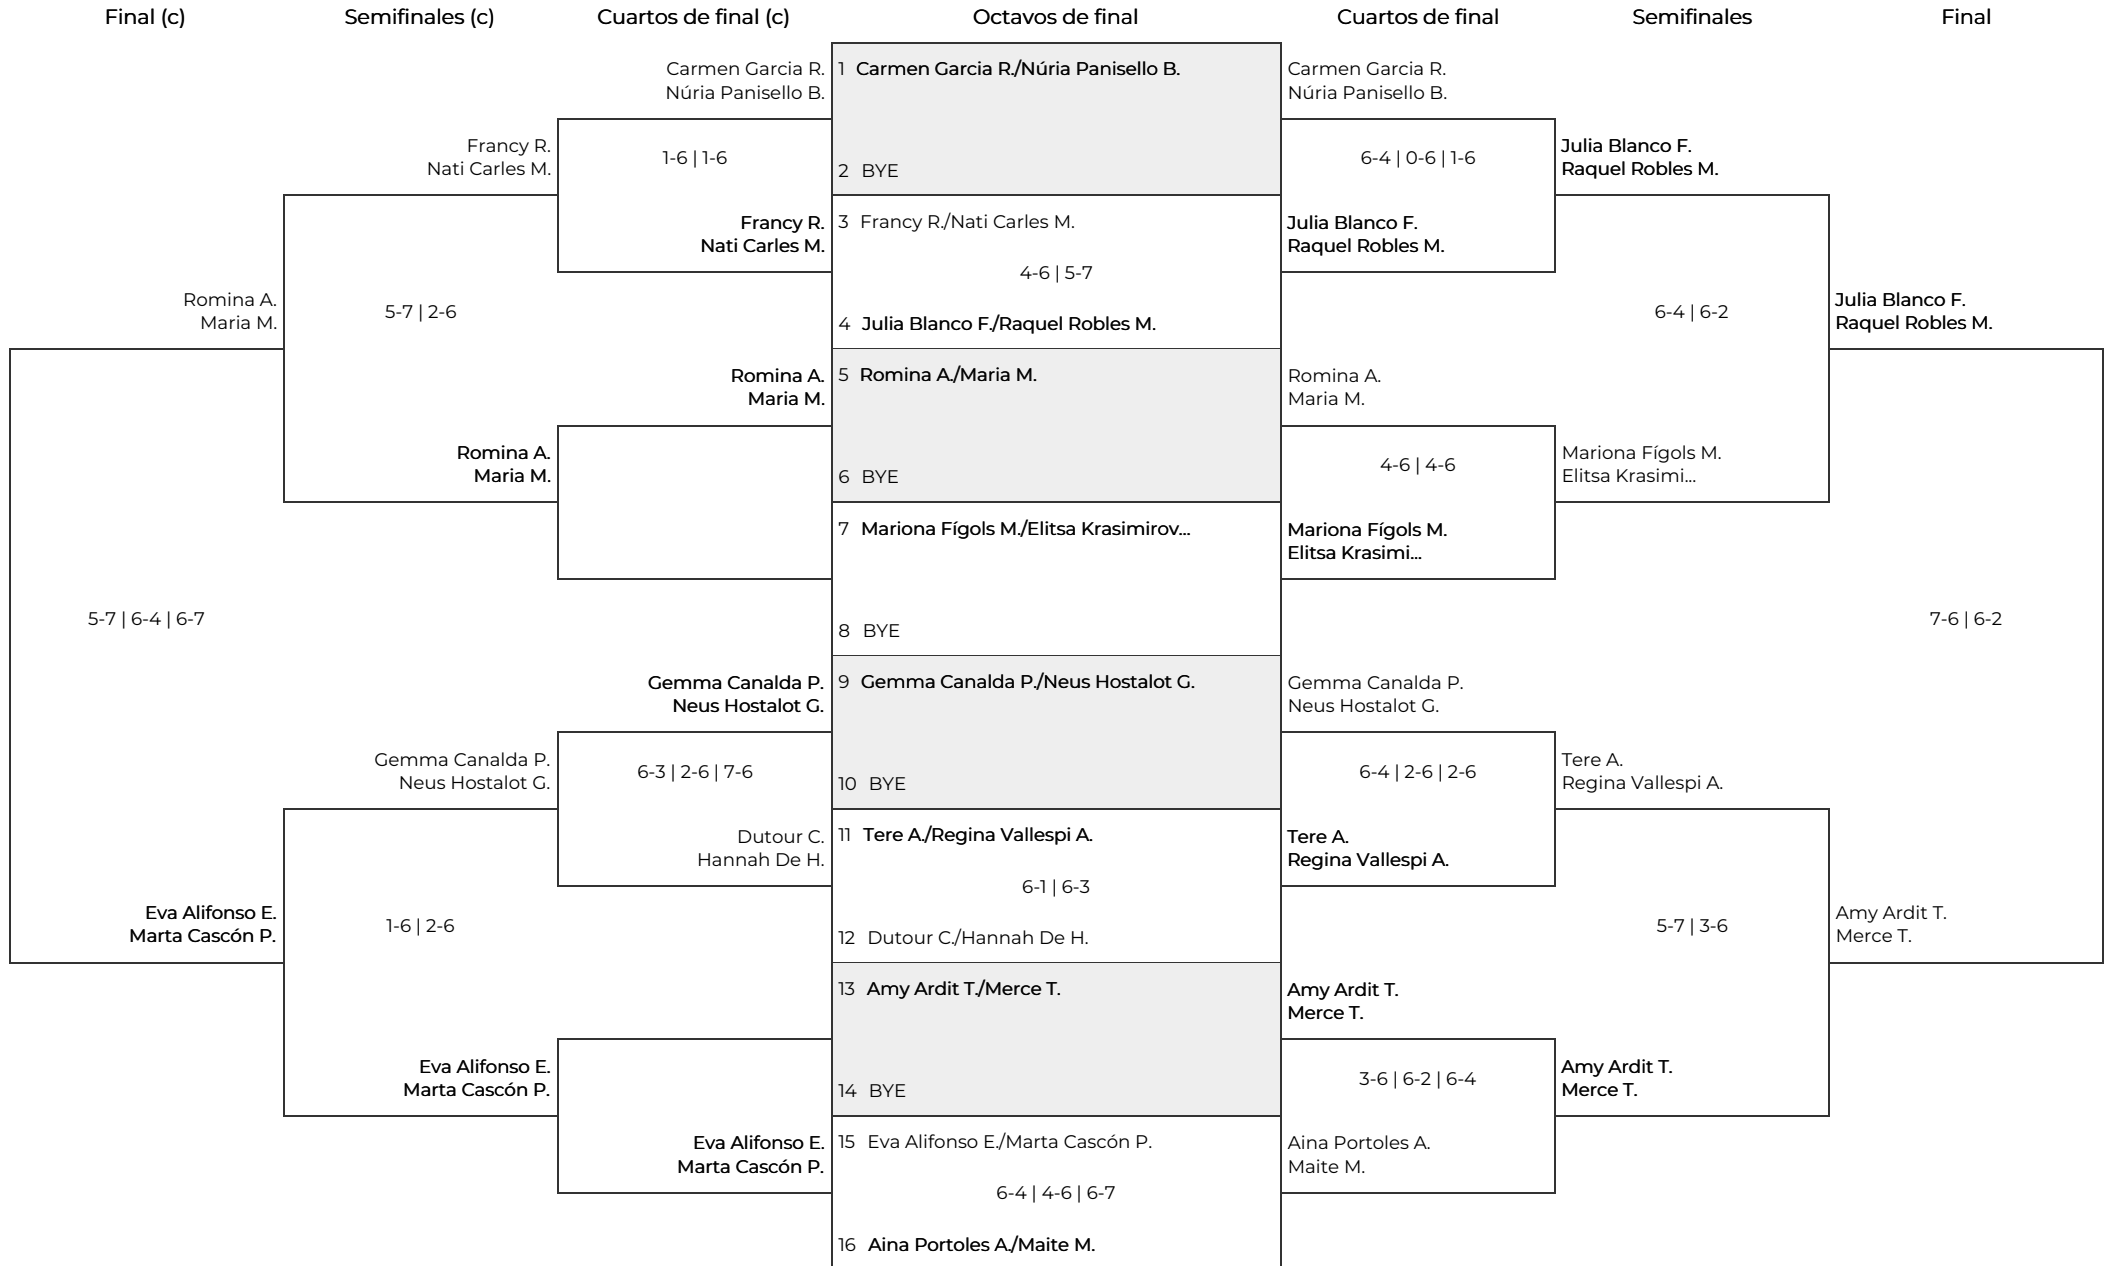 Final (c)
Semifinales (c)
Cuartos de final (c)
Octavos de final
Cuartos de final
Semifinales
Final
Romina A.
Maria M.
5-7 | 6-4 | 6-7
Eva Alifonso E.
Marta Cascón P.
Francy R.
Nati Carles M.
5-7 | 2-6
Romina A.
Maria M.
Gemma Canalda P.
Neus Hostalot G.
1-6 | 2-6
Eva Alifonso E.
Marta Cascón P.
Carmen Garcia R.
Núria Panisello B.
1-6 | 1-6
Francy R.
Nati Carles M.
Romina A.
Maria M.
Gemma Canalda P.
Neus Hostalot G.
6-3 | 2-6 | 7-6
Dutour C.
Hannah De H.
Eva Alifonso E.
Marta Cascón P.
1 Carmen Garcia R./Núria Panisello B.
2 BYE
3 Francy R./Nati Carles M.
4-6 | 5-7
4 Julia Blanco F./Raquel Robles M.
5 Romina A./Maria M.
6 BYE
7 Mariona Fígols M./Elitsa Krasimirov...
8 BYE
9 Gemma Canalda P./Neus Hostalot G.
10 BYE
11 Tere A./Regina Vallespi A.
6-1 | 6-3
12 Dutour C./Hannah De H.
13 Amy Ardit T./Merce T.
14 BYE
15 Eva Alifonso E./Marta Cascón P.
6-4 | 4-6 | 6-7
16 Aina Portoles A./Maite M.
Carmen Garcia R.
Núria Panisello B.
6-4 | 0-6 | 1-6
Julia Blanco F.
Raquel Robles M.
Romina A.
Maria M.
4-6 | 4-6
Mariona Fígols M.
Elitsa Krasimi...
Gemma Canalda P.
Neus Hostalot G.
6-4 | 2-6 | 2-6
Tere A.
Regina Vallespi A.
Amy Ardit T.
Merce T.
3-6 | 6-2 | 6-4
Aina Portoles A.
Maite M.
Julia Blanco F.
Raquel Robles M.
6-4 | 6-2
Mariona Fígols M.
Elitsa Krasimi...
Tere A.
Regina Vallespi A.
5-7 | 3-6
Amy Ardit T.
Merce T.
Julia Blanco F.
Raquel Robles M.
7-6 | 6-2
Amy Ardit T.
Merce T.